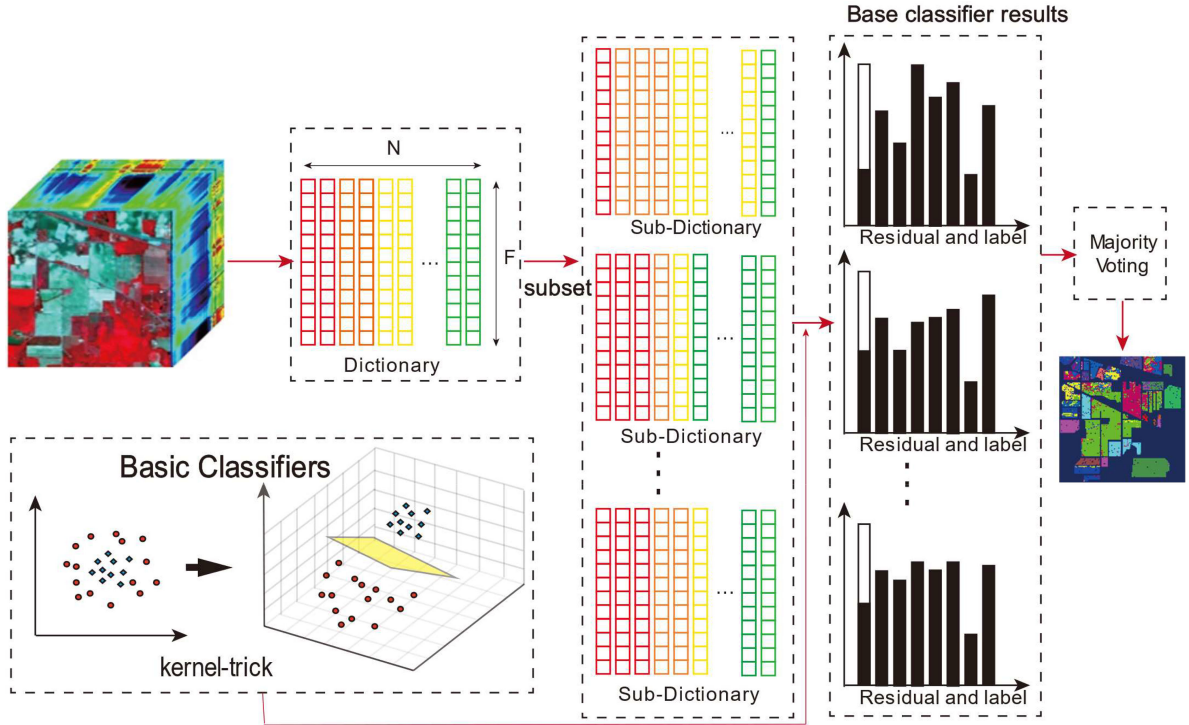 Base classifier results
N
F
...
Dictionary
subset
...
Sub-Dictionary
...
Sub-Dictionary
...
Sub-Dictionary
Residual and label
Residual and label
Residual and label
Majority
Voting
Basic Classifiers
kernel-trick